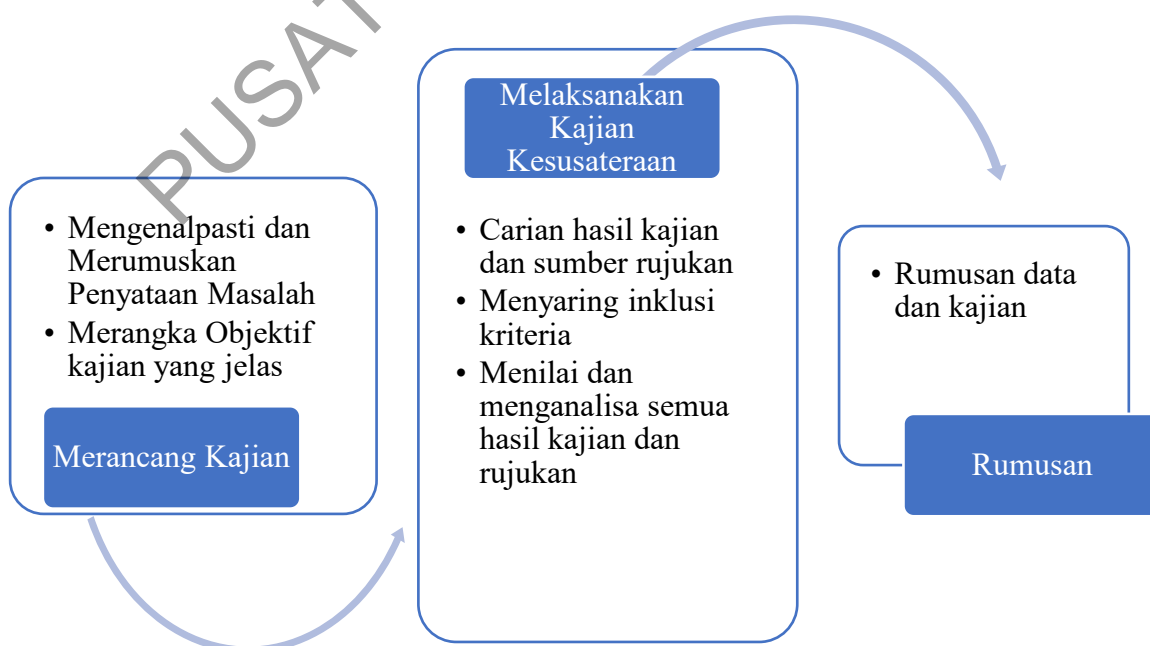 PUSAT
• Mengenalpasti dan
Merumuskan
Penyataan Masalah
• Merangka Objektif
kajian yang jelas
Merancang Kajian
Melaksanakan
Kajian
Kesusateraan
• Carian hasil kajian
dan sumber rujukan
• Menyaring inklusi
kriteria
• Menilai dan
menganalisa semua
hasil kajian dan
rujukan
• Rumusan data
dan kajian
Rumusan